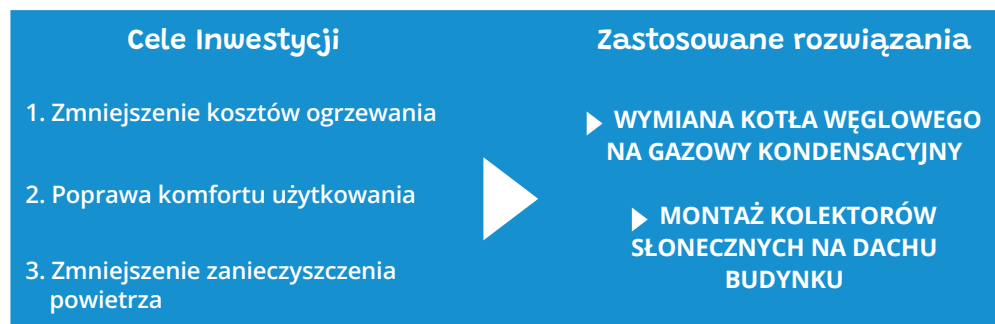 Cele Inwestycji
1. Zmniejszenie kosztów ogrzewania
2. Poprawa komfortu użytkowania
3. Zmniejszenie zanieczyszczenia
powietrza
Zastosowane rozwiązania
WYMIANA KOTŁA WĘGLOWEGO
NA GAZOWY KONDENSACYJNY
MONTAŻ KOLEKTORÓW
SŁONECZNYCH NA DACHU
BUDYNKU